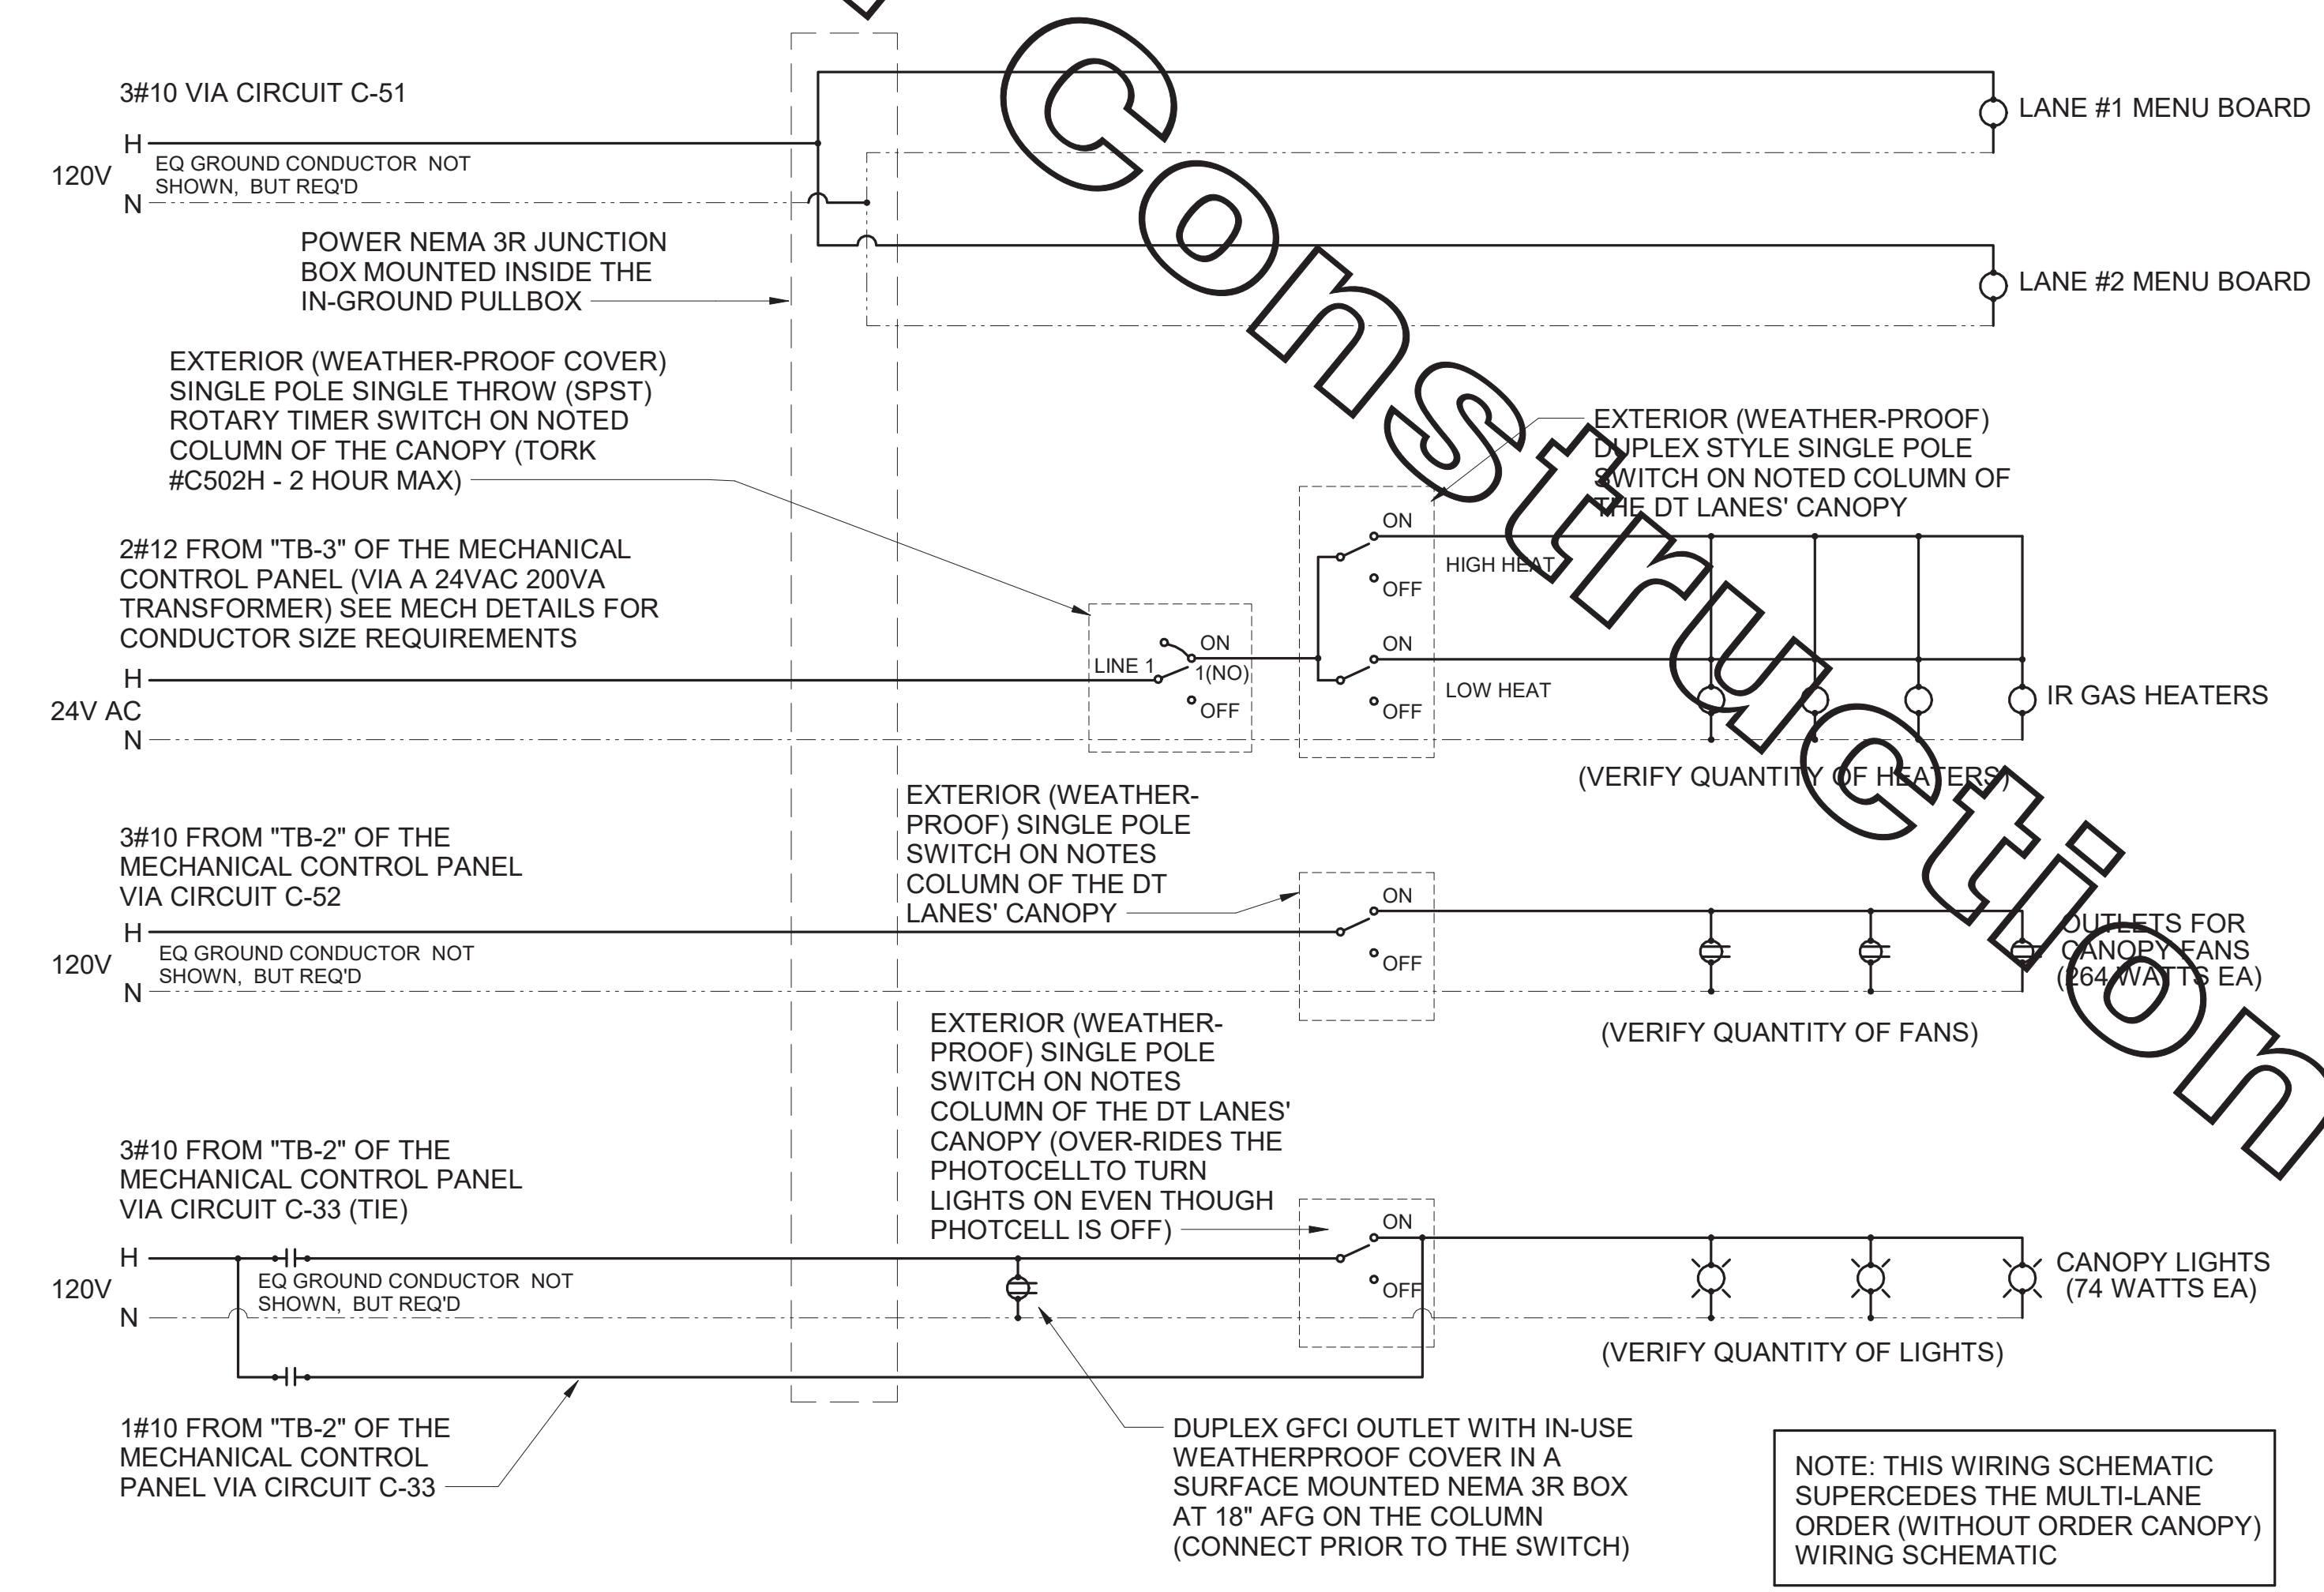 3#10 VIA CIRCUIT C-51
H
EQ GROUND CONDUCTOR  NOT
SHOWN,  BUT REQ'D
120V
N
LANE #1 MENU BOARD
POWER NEMA 3R JUNCTION
BOX MOUNTED INSIDE THE
IN-GROUND PULLBOX
LANE #2 MENU BOARD
EXTERIOR (WEATHER-PROOF COVER)
SINGLE POLE SINGLE THROW (SPST)
ROTARY TIMER SWITCH ON NOTED
COLUMN OF THE CANOPY (TORK
#C502H - 2 HOUR MAX)
EXTERIOR (WEATHER-PROOF)
DUPLEX STYLE SINGLE POLE
SWITCH ON NOTED COLUMN OF
THE DT LANES' CANOPY
2#12 FROM "TB-3" OF THE MECHANICAL
CONTROL PANEL (VIA A 24VAC 200VA
TRANSFORMER) SEE MECH DETAILS FOR
CONDUCTOR SIZE REQUIREMENTS
H
24V AC
N
LINE 1
ON
1(NO)
OFF
ON
OFF
HIGH HEAT
ON
OFF
LOW HEAT
IR GAS HEATERS
(VERIFY QUANTITY OF HEATERS)
3#10 FROM "TB-2" OF THE
MECHANICAL CONTROL PANEL
VIA CIRCUIT C-52
H
EQ GROUND CONDUCTOR  NOT
SHOWN,  BUT REQ'D
120V
N
EXTERIOR (WEATHER-
PROOF) SINGLE POLE
SWITCH ON NOTES
COLUMN OF THE DT
LANES' CANOPY
ON
OFF
OUTLETS FOR
CANOPY FANS
(264 WATTS EA)
(VERIFY QUANTITY OF FANS)
3#10 FROM "TB-2" OF THE
MECHANICAL CONTROL PANEL
VIA CIRCUIT C-33 (TIE)
H
EQ GROUND CONDUCTOR  NOT
SHOWN,  BUT REQ'D
120V
N
EXTERIOR (WEATHER-
PROOF) SINGLE POLE
SWITCH ON NOTES
COLUMN OF THE DT LANES'
CANOPY (OVER-RIDES THE
PHOTOCELLTO TURN
LIGHTS ON EVEN THOUGH
PHOTCELL IS OFF)
ON
OFF
CANOPY LIGHTS
(74 WATTS EA)
(VERIFY QUANTITY OF LIGHTS)
1#10 FROM "TB-2" OF THE
MECHANICAL CONTROL
PANEL VIA CIRCUIT C-33
DUPLEX GFCI OUTLET WITH IN-USE
WEATHERPROOF COVER IN A
SURFACE MOUNTED NEMA 3R BOX
AT 18" AFG ON THE COLUMN
(CONNECT PRIOR TO THE SWITCH)
NOTE: THIS WIRING SCHEMATIC
SUPERCEDES THE MULTI-LANE
ORDER (WITHOUT ORDER CANOPY)
WIRING SCHEMATIC
Construction